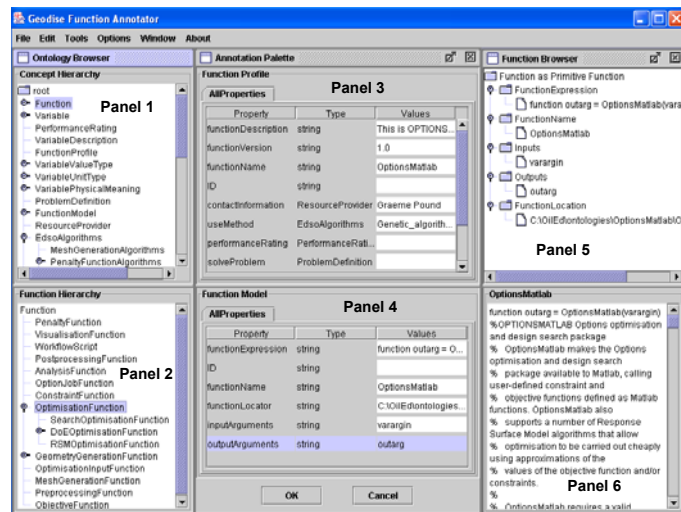 Geodise Function Annotator
File Edit Tools Options Window About
Ontology Browser
Concept Hierarchy
root
Function
Variable
PerformanceRating
VariableDescription
FunctionProfile
VariableValueType
VariableUnitType
VariablePhysicalMeaning
ProblemDefinition
FunctionModel
ResourceProvider
EdsoAlgorithms
MeshGenerationAlgorithms
PenaltyFunctionAlgorithms
Panel 1
Function Hierarchy
Function
PenaltyFunction
VisualisationFunction
WorkflowScript
PostprocessingFunction
AnalysisFunction
OptionJobFunction
ConstraintFunction
OptimisationFunction
SearchOptimisationFunction
DoEOptimisationFunction
RSMOptimisationFunction
GeometryGenerationFunction
OptimisationInputFunction
MeshGenerationFunction
PreprocessingFunction
ObjectiveFunction
Panel 2
Annotation Palette
Function Profile
Panel 3
AllProperties
Property Type Values
functionDescription string This is OPTIONS...
functionVersion string 1.0
functionName string OptionsMatlab
ID string
contactInformation ResourceProvider Graeme Pound
useMethod EdsoAlgorithms Genetic_algorith...
performanceRating PerformanceRati...
solveProblem ProblemDefinition
Function Model
Panel 4
AllProperties
Property Type Values
functionExpression string function outarg = O...
ID string
functionName string OptionsMatlab
functionLocator string C:\OilEd\ontologies...
inputArguments string varargin
outputArguments string outarg
OK Cancel
Function Browser
Function as Primitive Function
FunctionExpression
function outarg = OptionsMatlab(vara
FunctionName
OptionsMatlab
Inputs
varargin
Outputs
outarg
FunctionLocation
C:\OilEd\ontologies\OptionsMatlab\O
Panel 5
OptionsMatlab
function outarg = OptionsMatlab(varargin)
%OPTIONSMATLAB Options optimisation
and design search package
% OptionsMatlab makes the Options
optimisation and design search
% package available to Matlab, calling
user-defined constraint and
% objective functions defined as Matlab
functions. OptionsMatlab also
% supports a number of Response
Surface Model algorithms that allow
% optimisation to be carried out cheaply
using approximations of the
% values of the objective function and/or
constraints.
%
% OptionsMatlab requires a valid
Panel 6